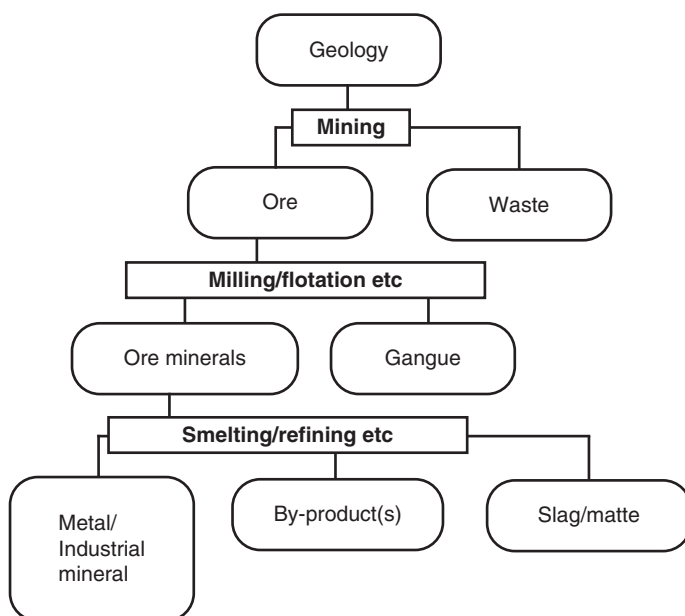 Geology
Mining
Ore
Waste
Milling/flotation etc
Ore minerals
Gangue
Smelting/refining etc
Metal/
Industrial
mineral
By-product(s)
Slag/matte